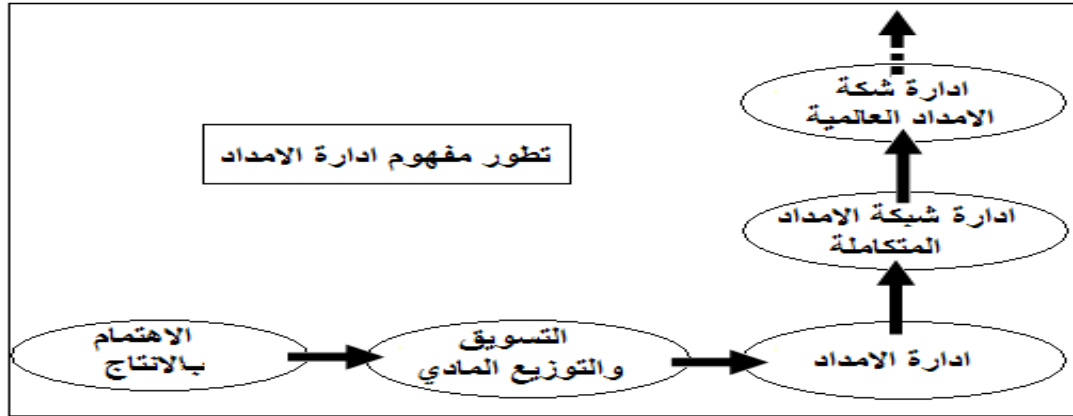 ادارة شكة
الامداد العالمية
تطور مفهوم ادارة الامداد
ادارة شبكة الامداد
المتكاملة
الاهتمام
بالانتاج
التسويق
والتوزيع المادي
ادارة الامداد